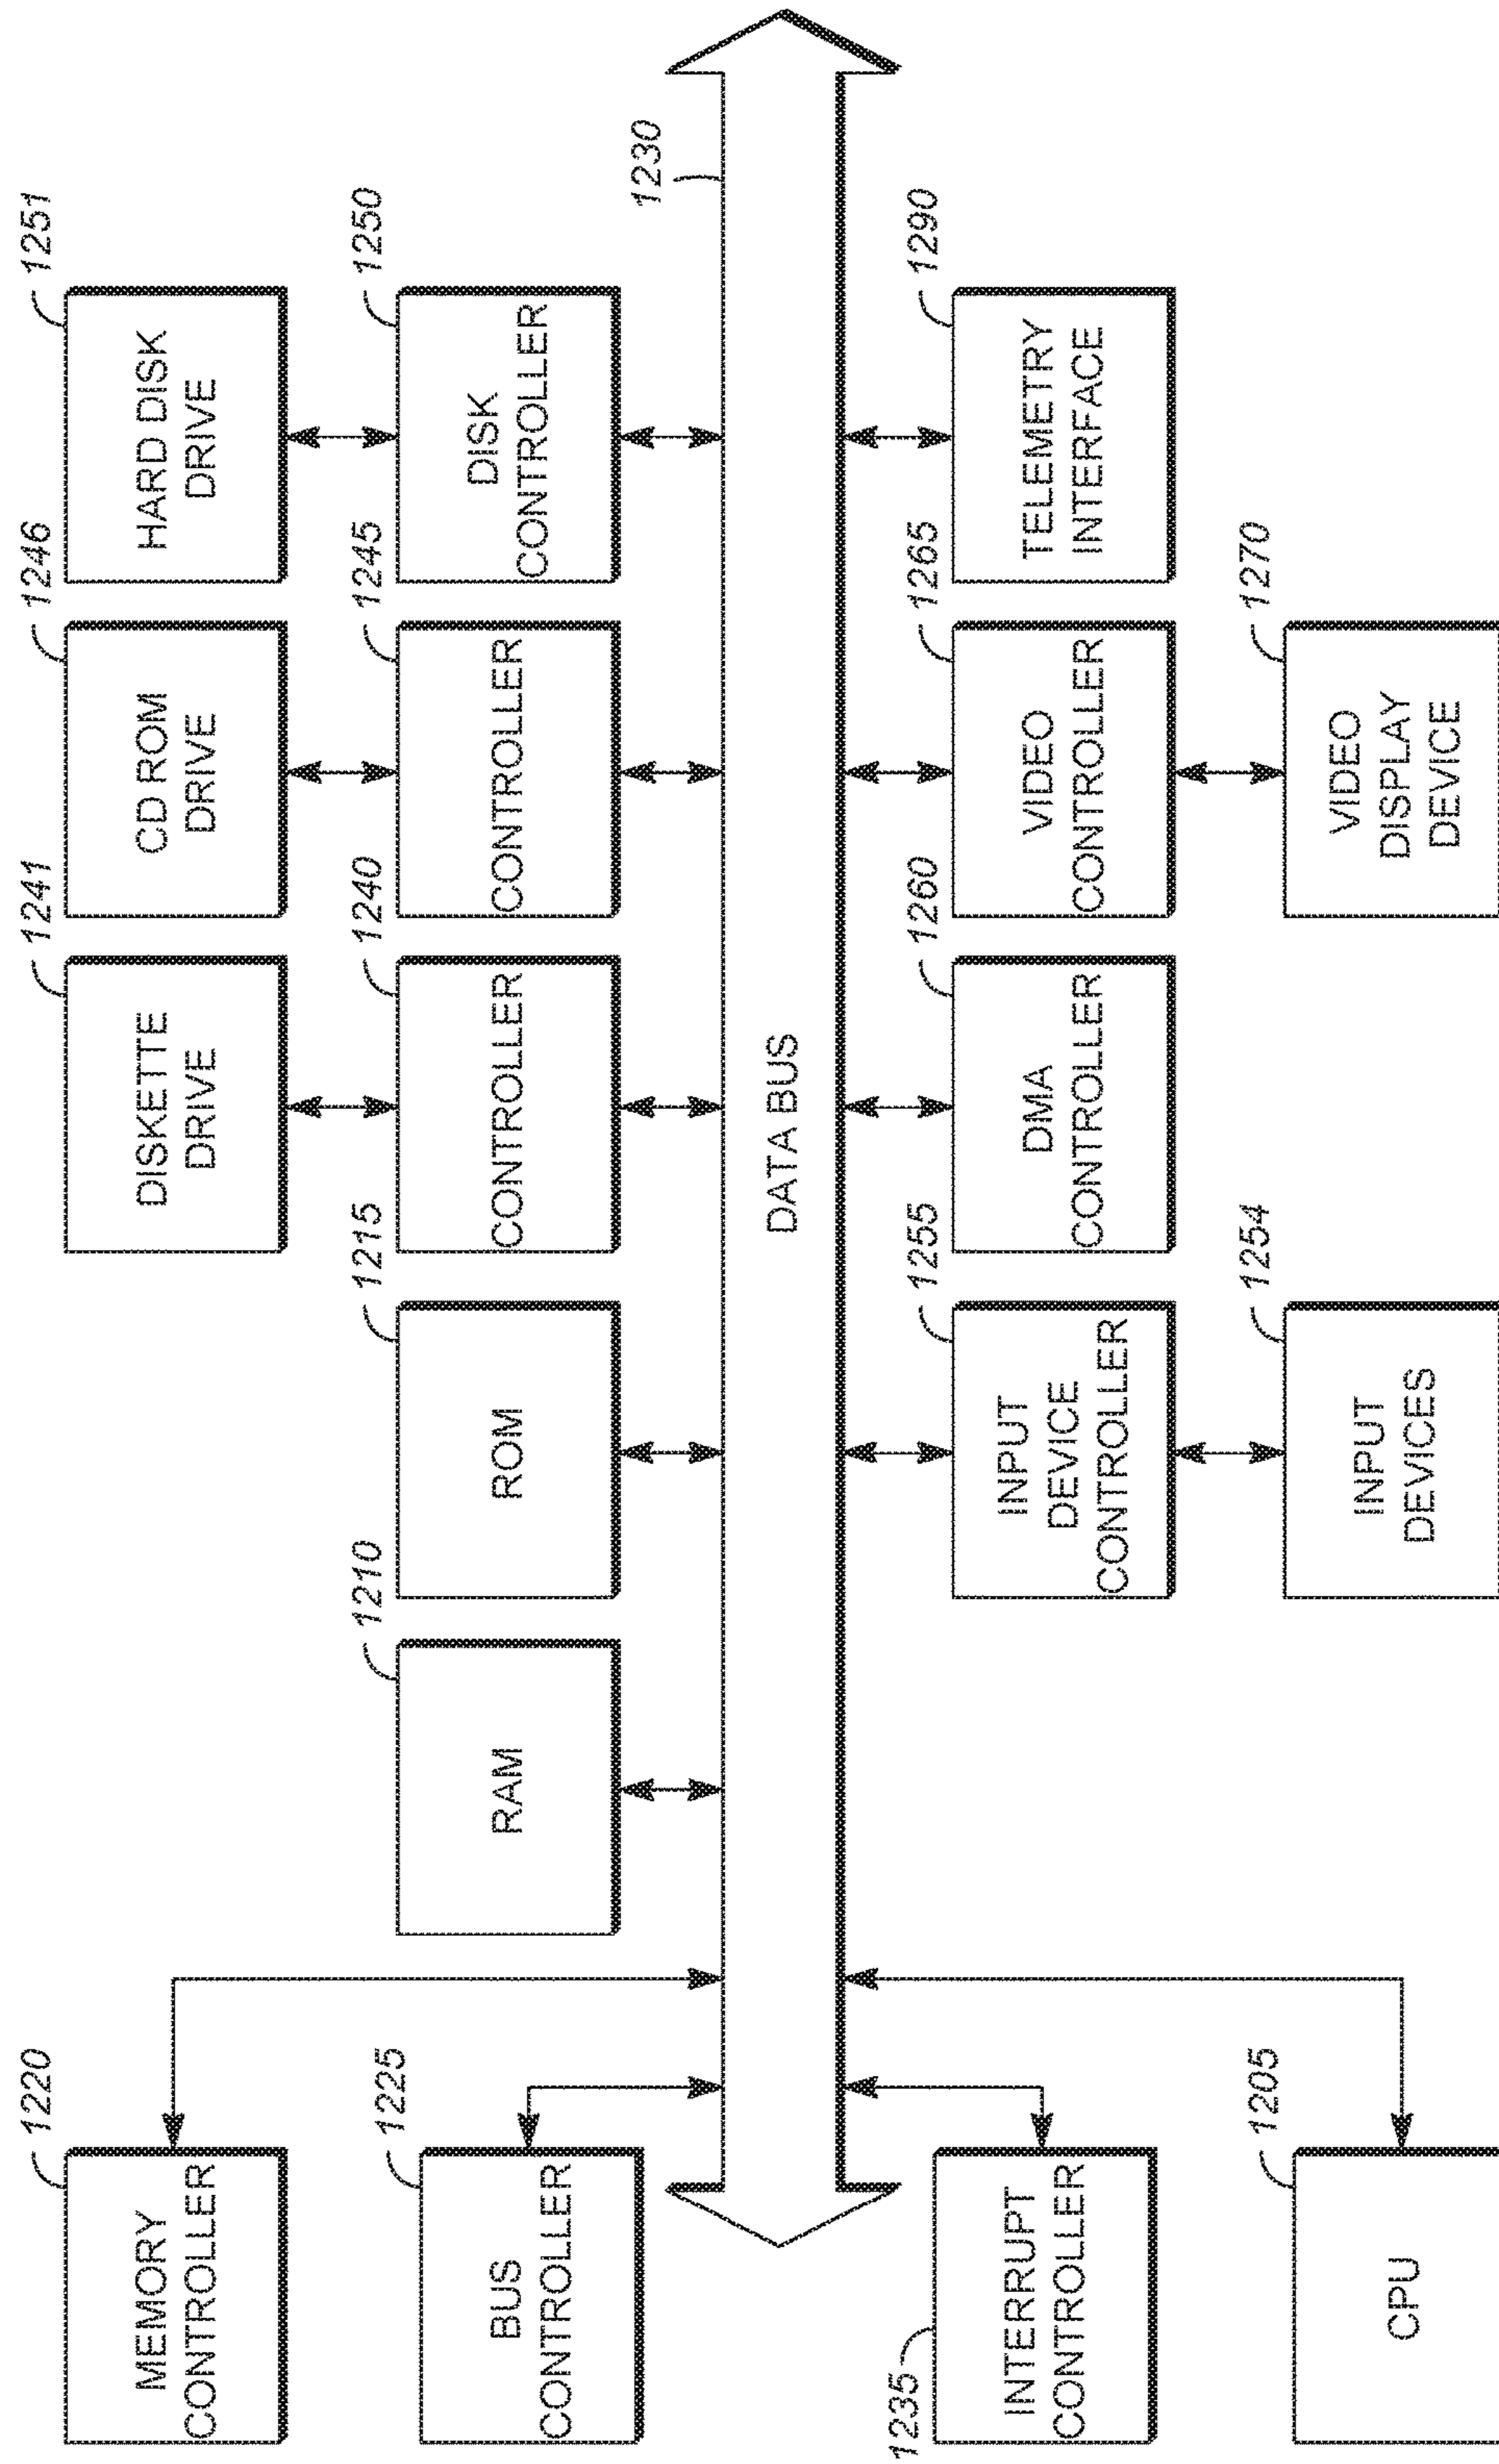 1220
MEMORY
CONTROLLER
1241
DISKETTE
DRIVE
1246
CD ROM
DRIVE
1251
HARD DISK
DRIVE
1225
BUS
CONTROLLER
1210
RAM
1215
ROM
1240
CONTROLLER
1245
CONTROLLER
1250
DISK
CONTROLLER
1230
DATA BUS
1235
INTERRUPT
CONTROLLER
1255
INPUT
DEVICE
CONTROLLER
1260
DMA
CONTROLLER
1265
VIDEO
CONTROLLER
1290
TELEMETRY
INTERFACE
1205
CPU
1254
INPUT
DEVICES
1270
VIDEO
DISPLAY
DEVICE